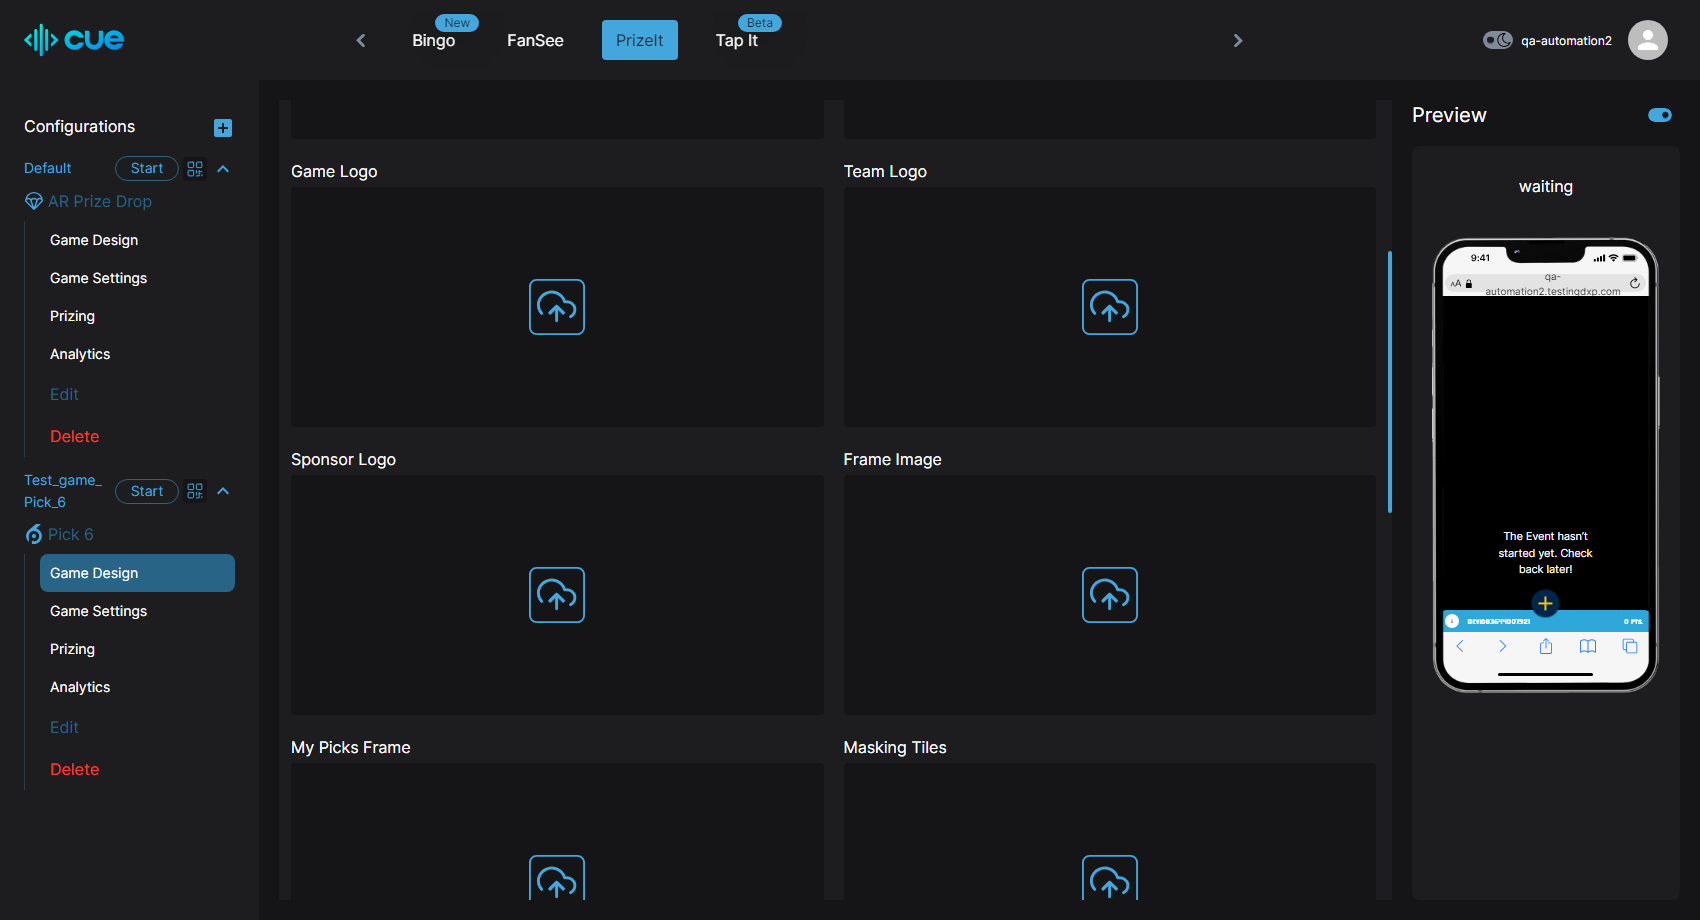 cue
New
Bingo
FanSee
PrizeIt
Beta
Tap It
qa-automation2
Configurations
Default
Start
AR Prize Drop
Game Design
Game Settings
Prizing
Analytics
Edit
Delete
Test_game_
Pick_6
Start
Pick 6
Game Design
Game Settings
Prizing
Analytics
Edit
Delete
Game Logo
Team Logo
Sponsor Logo
Frame Image
My Picks Frame
Masking Tiles
Preview
waiting
9:41
AA
qa-
automation2.testingdxp.com
The Event hasn't
started yet. Check
back later!
0 PTS.